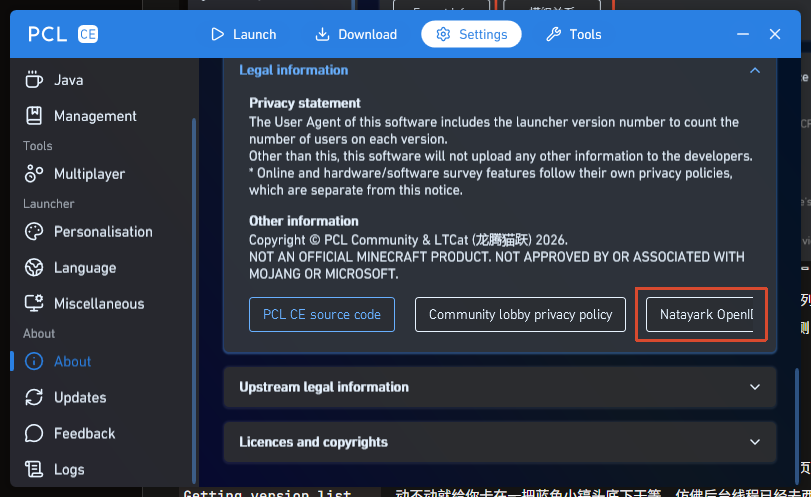 PCL CE
Launch
Download
Settings
Tools
Java
Management
Tools
Multiplayer
Launcher
Personalisation
Language
Miscellaneous
About
About
Updates
Feedback
Logs
Legal information
Privacy statement
The User Agent of this software includes the launcher version number to count the
number of users on each version.
Other than this, this software will not upload any other information to the developers.
* Online and hardware/software survey features follow their own privacy policies,
which are separate from this notice.
Other information
Copyright © PCL Community & LTCat (龙腾猫跃) 2026.
NOT AN OFFICIAL MINECRAFT PRODUCT. NOT APPROVED BY OR ASSOCIATED WITH
MOJANG OR MICROSOFT.
PCL CE source code
Community lobby privacy policy
Natayark OpenI
Upstream legal information
Licences and copyrights